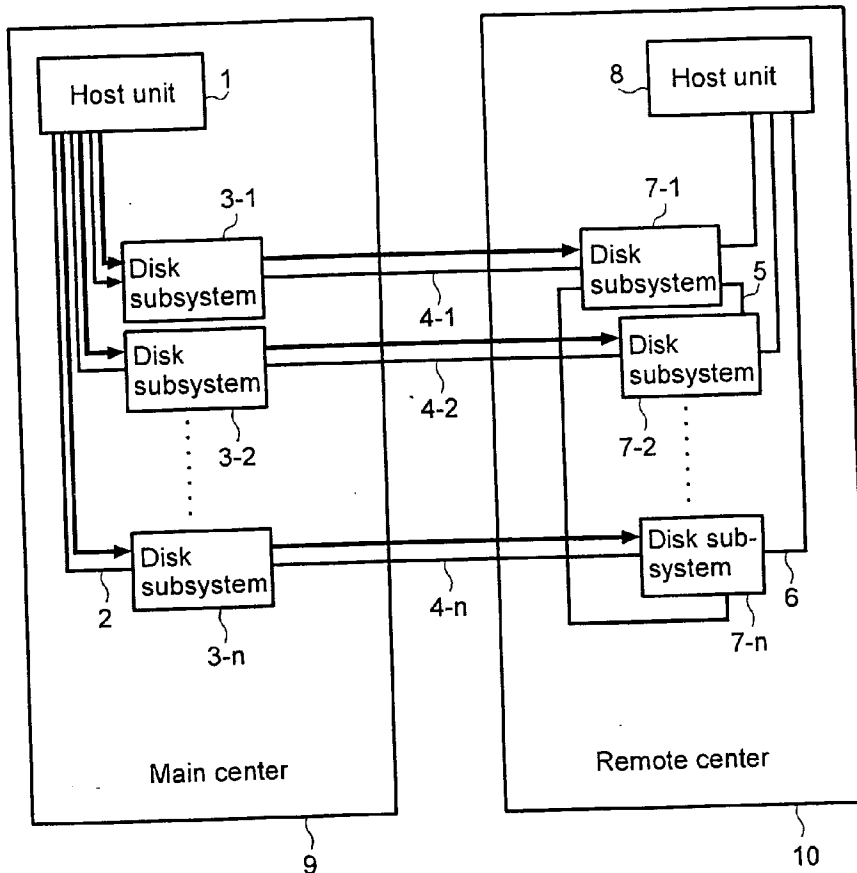 Host unit
1
8
Host unit
3-1
7-1
Disk
subsystem
Disk
subsystem
5
4-1
Disk
subsystem
Disk
subsystem
4-2
3-2
7-2
Disk
subsystem
Disk sub-
system
2
4-n
6
3-n
7-n
Main center
Remote center
9
10